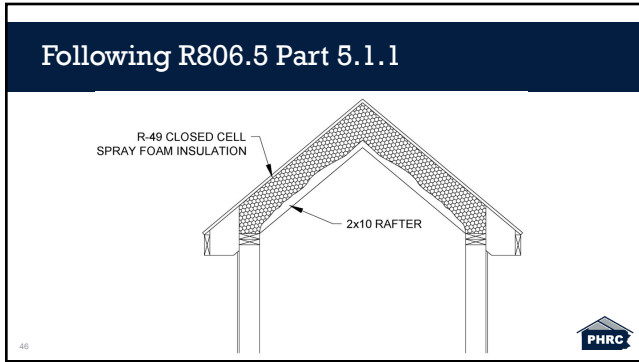 Following R806.5 Part 5.1.1
R-49 CLOSED CELL
SPRAY FOAM INSULATION
2x10 RAFTER
46
PHRC